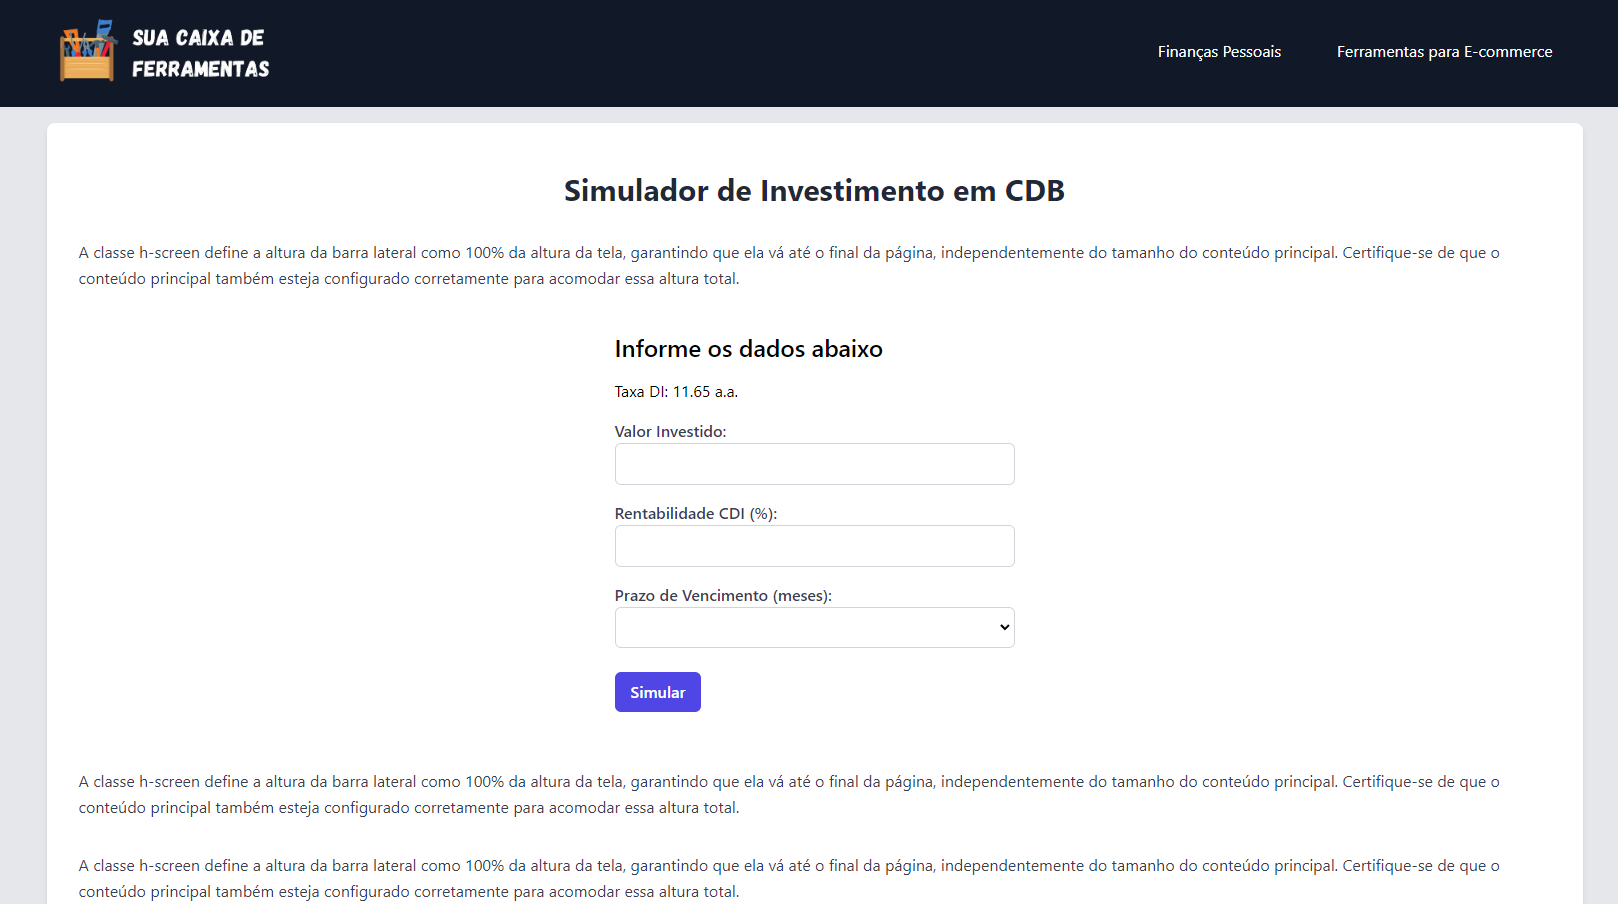 SUA CAIXA DE
FERRAMENTAS
Finanças Pessoais
Ferramentas para E-commerce
Simulador de Investimento em CDB
A classe h-screen define a altura da barra lateral como 100% da altura da tela, garantindo que ela vá até o final da página, independentemente do tamanho do conteúdo principal. Certifique-se de que o
conteúdo principal também esteja configurado corretamente para acomodar essa altura total.
Informe os dados abaixo
Taxa DI: 11.65 a.a.
Valor Investido:
Rentabilidade CDI (%):
Prazo de Vencimento (meses):
Simular
A classe h-screen define a altura da barra lateral como 100% da altura da tela, garantindo que ela vá até o final da página, independentemente do tamanho do conteúdo principal. Certifique-se de que o
conteúdo principal também esteja configurado corretamente para acomodar essa altura total.
A classe h-screen define a altura da barra lateral como 100% da altura da tela, garantindo que ela vá até o final da página, independentemente do tamanho do conteúdo principal. Certifique-se de que o
conteúdo principal também esteja configurado corretamente para acomodar essa altura total.